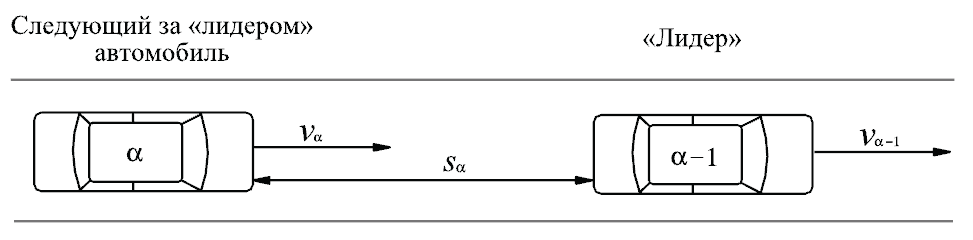 Следующий за «лидером»
автомобиль
«Лидер»
α
vα
sα
α−1
vα−1